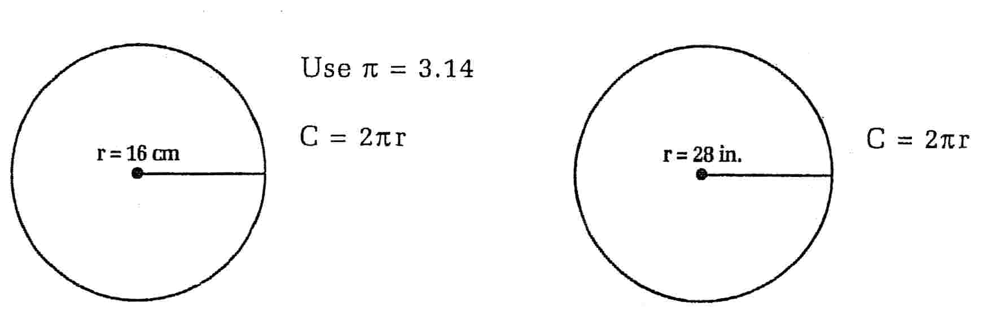 Use π = 3.14
C = 2πr
r = 16 cm
C = 2πr
r = 28 in.